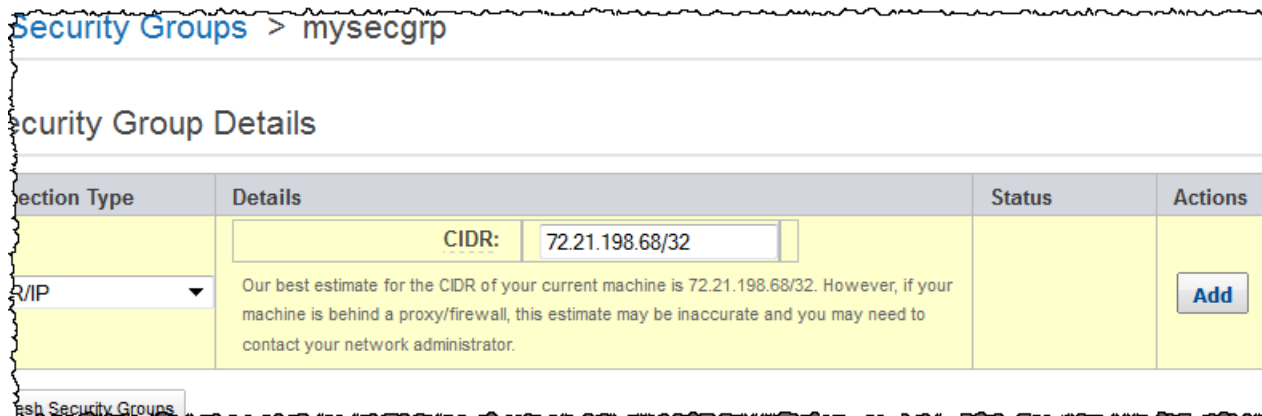 Security Groups > mysecgrp
ecurity Group Details
ection Type Details Status Actions
CIDR: 72.21.198.68/32
R/IP
Our best estimate for the CIDR of your current machine is 72.21.198.68/32. However, if your
machine is behind a proxy/firewall, this estimate may be inaccurate and you may need to
contact your network administrator.
Add
esh Security Groups